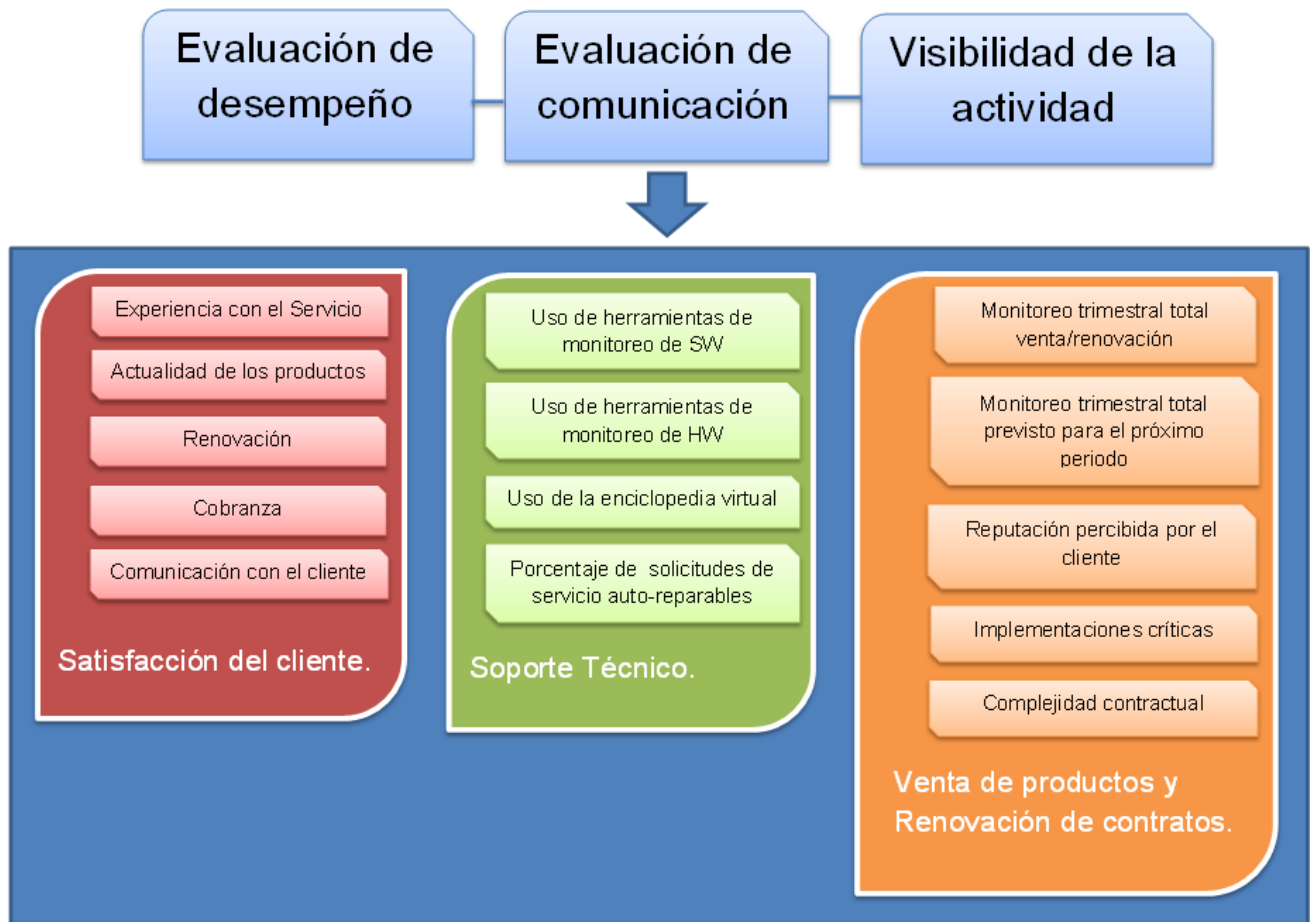 Evaluación de
desempeño
Evaluación de
comunicación
Visibilidad de la
actividad
Experiencia con el Servicio
Actualidad de los productos
Renovación
Cobranza
Comunicación con el cliente
Satisfacción del cliente.
Uso de herramientas de
monitoreo de SW
Uso de herramientas de
monitoreo de HW
Uso de la enciclopedia virtual
Porcentaje de solicitudes de
servicio auto-reparables
Soporte Técnico.
Monitoreo trimestral total
venta/renovación
Monitoreo trimestral total
previsto para el próximo
periodo
Reputación percibida por el
cliente
Implementaciones críticas
Complejidad contractual
Venta de productos y
Renovación de contratos.